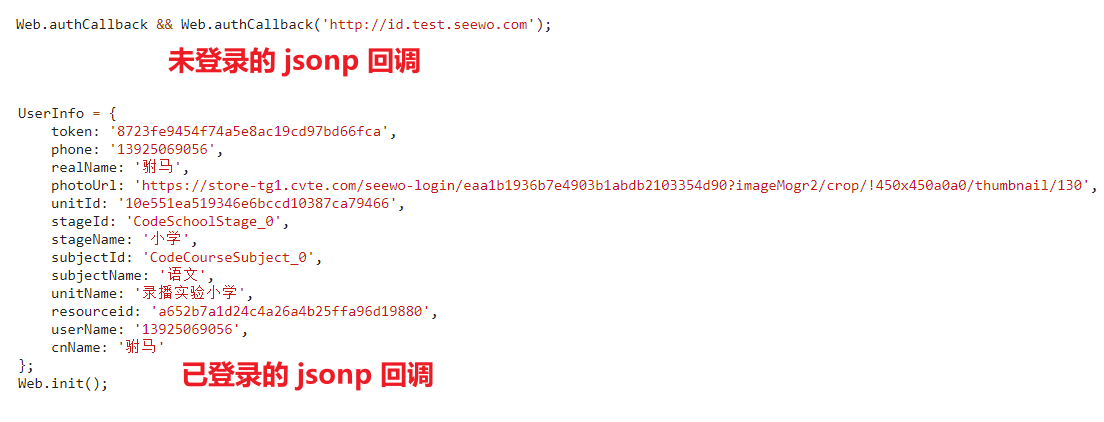 Web.authCallback && Web.authCallback('http://id.test.seewo.com');
未登录的 jsonp 回调
UserInfo = {
token: '8723fe9454f74a5e8ac19cd97bd66fca',
phone: '13925069056',
realName: '驸马',
photoUrl: 'https://store-tg1.cvte.com/seewo-login/eaa1b1936b7e4903b1abdb2103354d90?imageMogr2/crop/!450x450a0a0/thumbnail/130',
unitId: '10e551ea519346e6bccd10387ca79466',
stageId: 'CodeSchoolStage_0',
stageName: '小学',
subjectId: 'CodeCourseSubject_0',
subjectName: '语文',
unitName: '录播实验小学',
resourceid: 'a652b7a1d24c4a26a4b25ffa96d19880',
userName: '13925069056',
cnName: '驸马'
};
已登录的 jsonp 回调
Web.init();